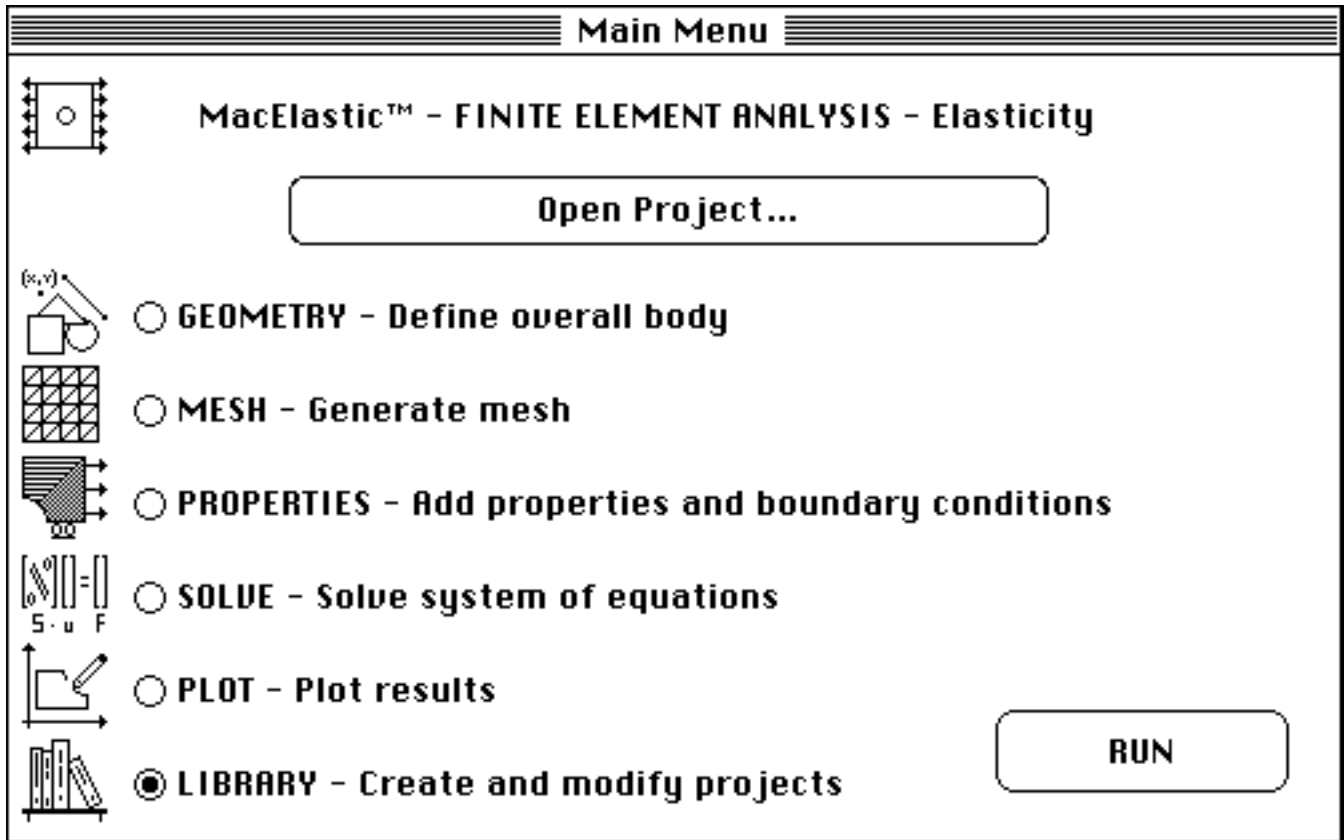 Main Menu
MacElastic™ - FINITE ELEMENT ANALYSIS - Elasticity
Open Project...
(x,y)
GEOMETRY - Define overall body
MESH - Generate mesh
PROPERTIES - Add properties and boundary conditions
[\][]=[]
S · u F
SOLVE - Solve system of equations
PLOT - Plot results
RUN
LIBRARY - Create and modify projects